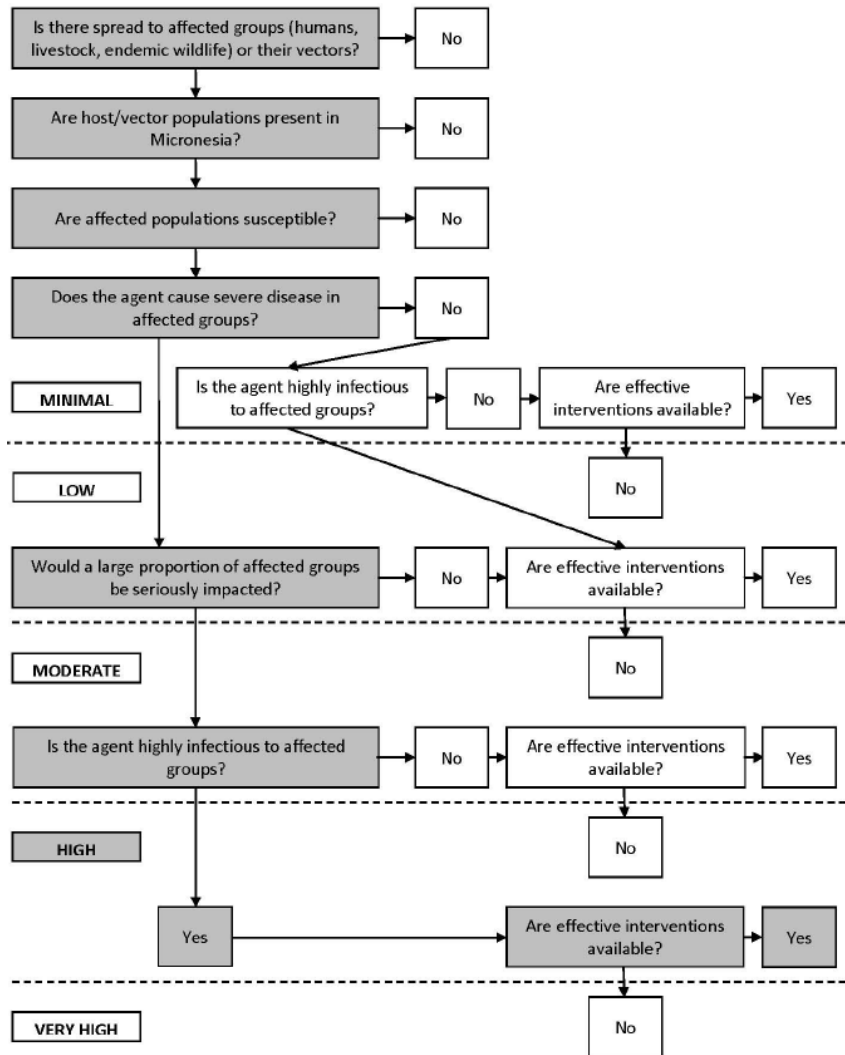 Is there spread to affected groups (humans,
livestock, endemic wildlife) or their vectors?
No
Are host/vector populations present in
Micronesia?
No
Are affected populations susceptible?
No
Does the agent cause severe disease in
affected groups?
No
MINIMAL
Is the agent highly infectious
to affected groups?
No
Are effective
interventions available?
Yes
LOW
No
Would a large proportion of affected groups
be seriously impacted?
No
Are effective interventions
available?
Yes
MODERATE
No
Is the agent highly infectious to affected
groups?
No
Are effective interventions
available?
Yes
HIGH
No
Yes
Are effective interventions
available?
Yes
VERY HIGH
No